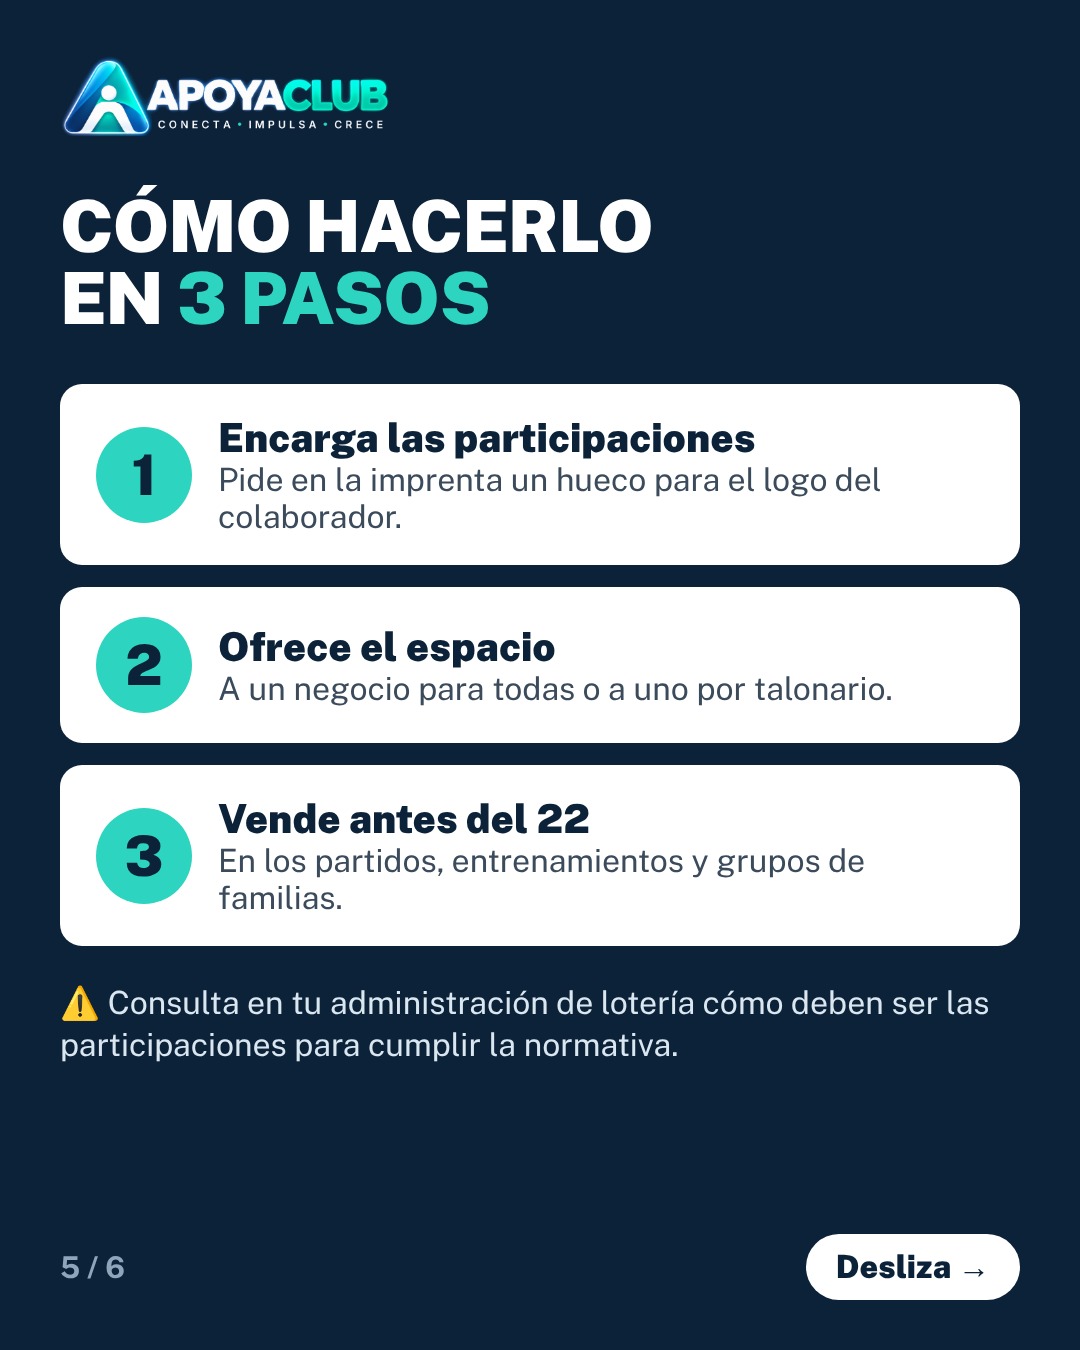 APOYACLUB
CONECTA • IMPULSA • CRECE
CÓMO HACERLO
EN 3 PASOS
1
Encarga las participaciones
Pide en la imprenta un hueco para el logo del
colaborador.
2
Ofrece el espacio
A un negocio para todas o a uno por talonario.
3
Vende antes del 22
En los partidos, entrenamientos y grupos de
familias.
⚠️ Consulta en tu administración de lotería cómo deben ser las
participaciones para cumplir la normativa.
5 / 6
Desliza →